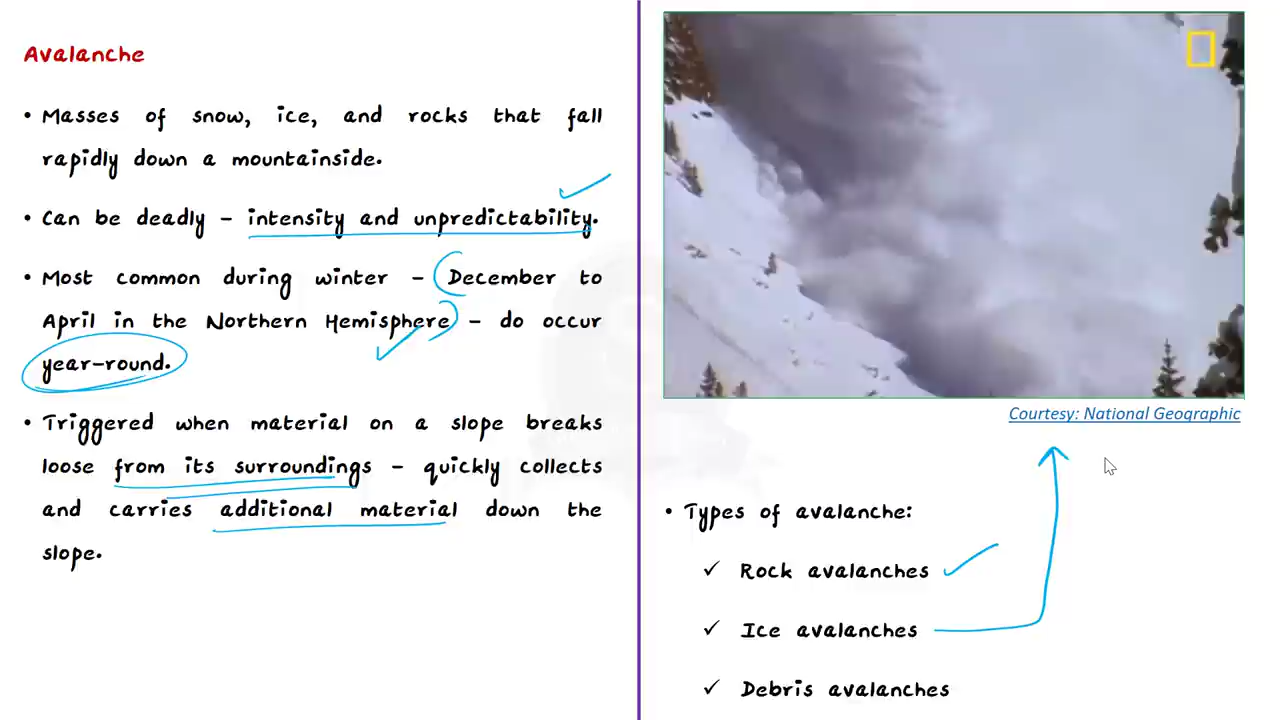 Avalanche
• Masses of snow, ice, and rocks that fall
rapidly down a mountainside.
• Can be deadly – intensity and unpredictability.
• Most common during winter – December to
April in the Northern Hemisphere – do occur
year-round.
• Triggered when material on a slope breaks
loose from its surroundings – quickly collects
and carries additional material down the
slope.
Courtesy: National Geographic
• Types of avalanche:
✓ Rock avalanches
✓ Ice avalanches
✓ Debris avalanches